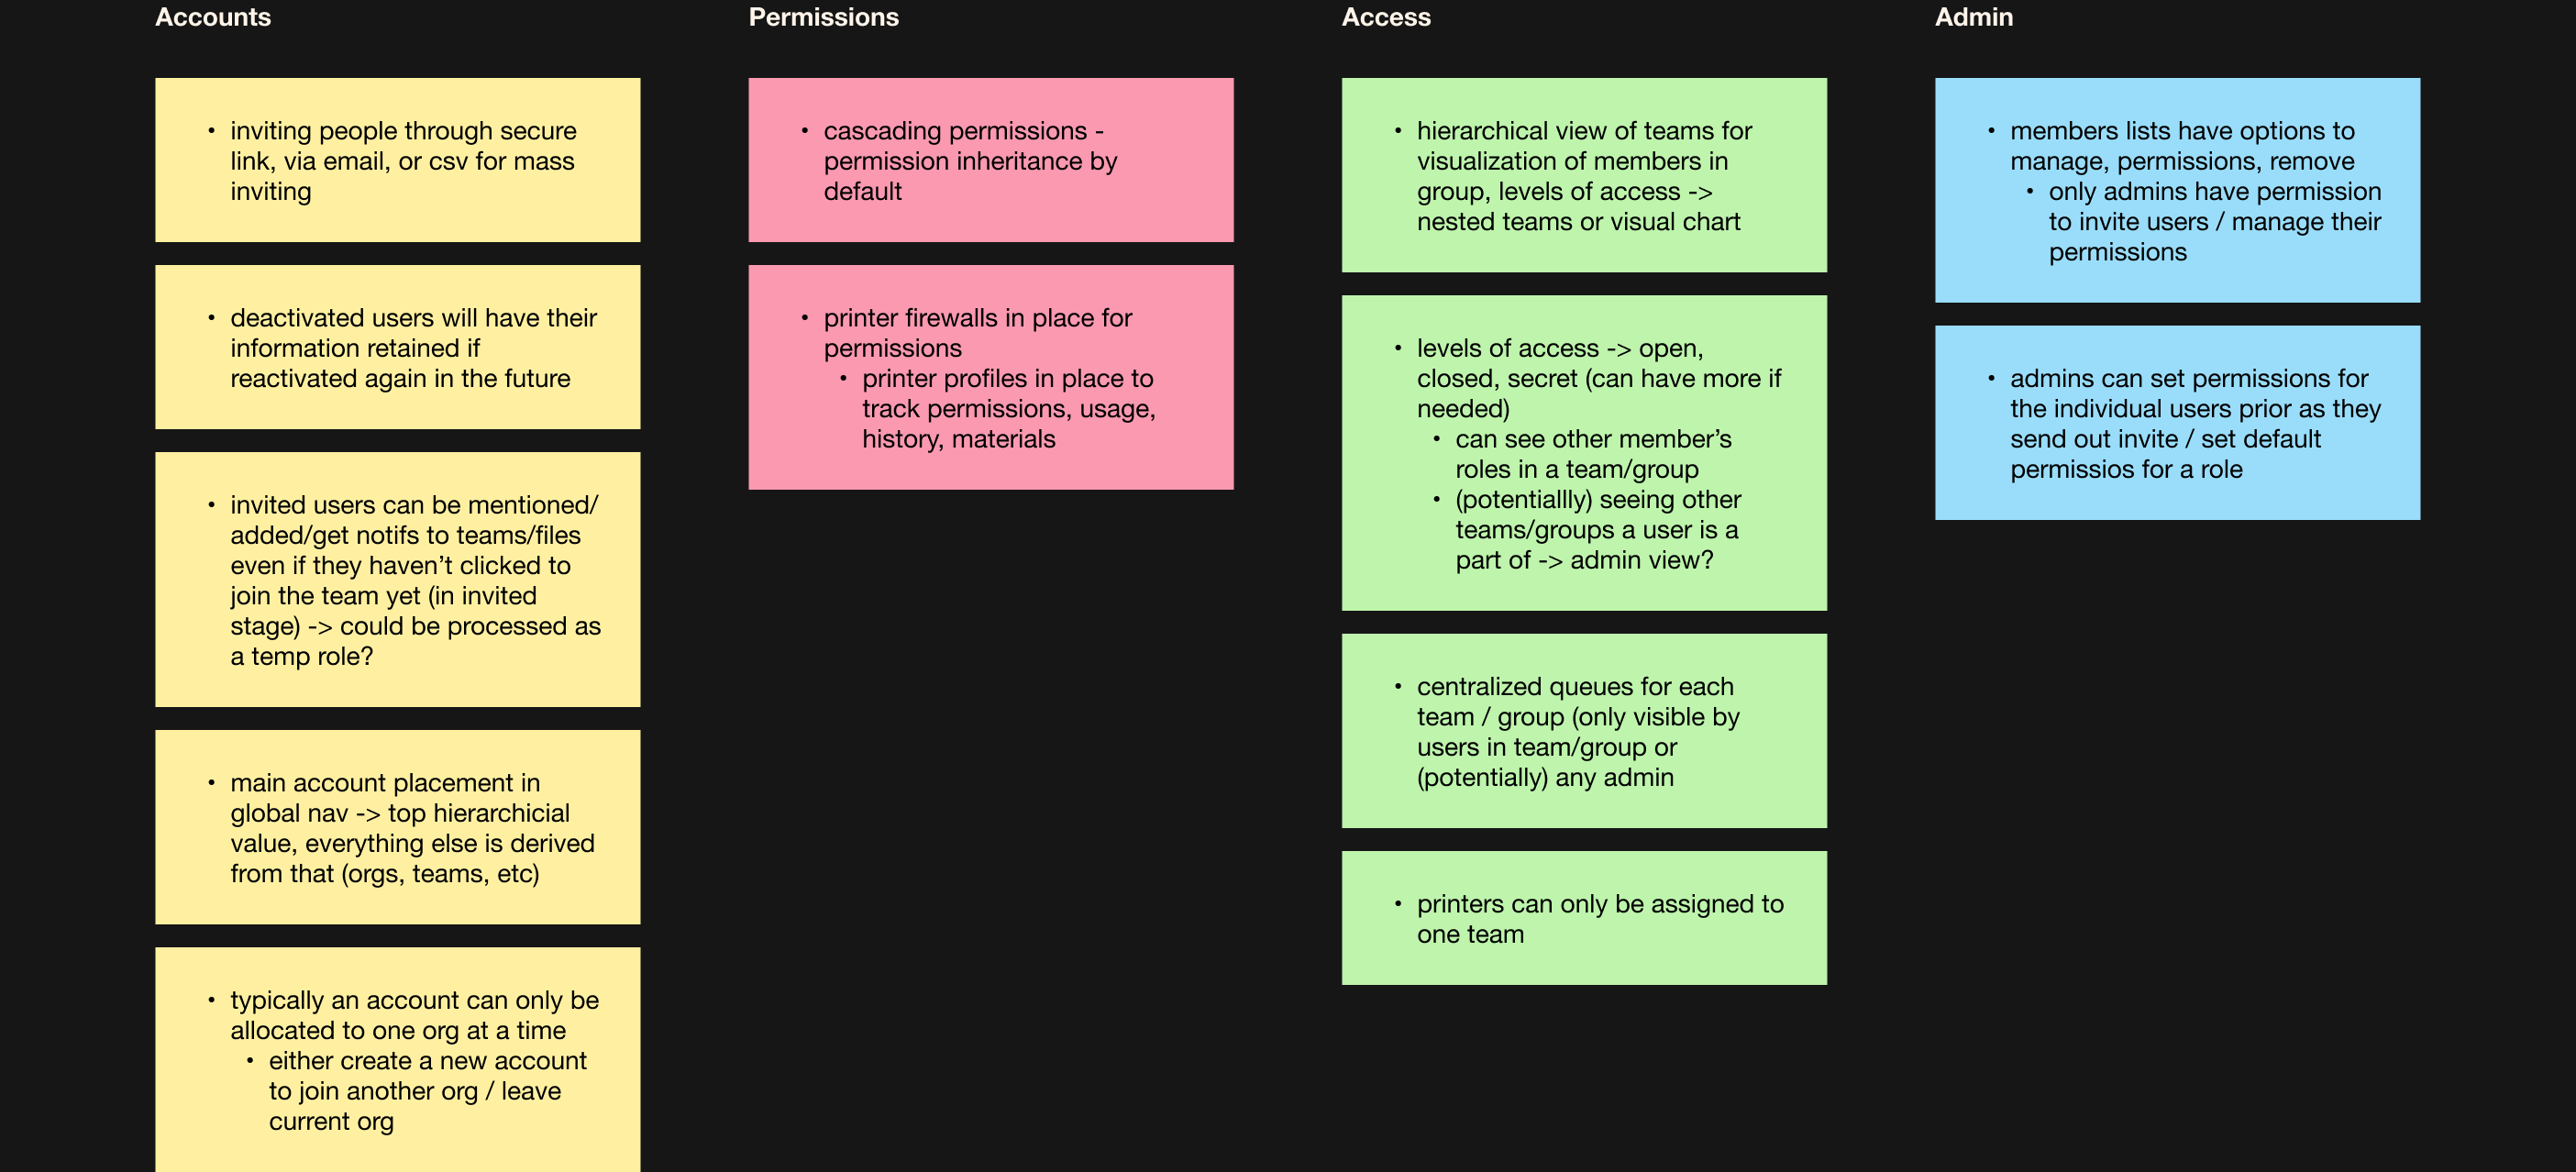 Accounts
• inviting people through secure
link, via email, or csv for mass
inviting
• deactivated users will have their
information retained if
reactivated again in the future
• invited users can be mentioned/
added/get notifs to teams/files
even if they haven’t clicked to
join the team yet (in invited
stage) -> could be processed as
a temp role?
• main account placement in
global nav -> top hierarchicial
value, everything else is derived
from that (orgs, teams, etc)
• typically an account can only be
allocated to one org at a time
• either create a new account
to join another org / leave
current org
Permissions
• cascading permissions -
permission inheritance by
default
• printer firewalls in place for
permissions
• printer profiles in place to
track permissions, usage,
history, materials
Access
• hierarchical view of teams for
visualization of members in
group, levels of access ->
nested teams or visual chart
• levels of access -> open,
closed, secret (can have more if
needed)
• can see other member’s
roles in a team/group
• (potentiallly) seeing other
teams/groups a user is a
part of -> admin view?
• centralized queues for each
team / group (only visible by
users in team/group or
(potentially) any admin
• printers can only be assigned to
one team
Admin
• members lists have options to
manage, permissions, remove
• only admins have permission
to invite users / manage their
permissions
• admins can set permissions for
the individual users prior as they
send out invite / set default
permissios for a role